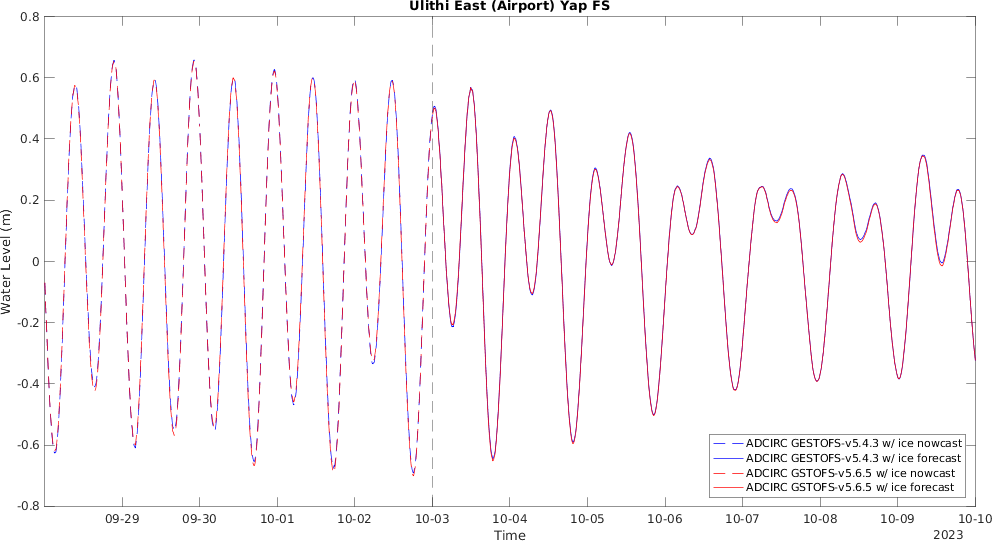 Ulithi East (Airport) Yap FS
0.8
0.6
0.4
0.2
0
-0.2
-0.4
-0.6
-0.8
Water Level (m)
ADCIRC GESTOFS-v5.4.3 w/ ice nowcast
ADCIRC GESTOFS-v5.4.3 w/ ice forecast
ADCIRC GSTOFS-v5.6.5 w/ ice nowcast
ADCIRC GSTOFS-v5.6.5 w/ ice forecast
09-29 09-30 10-01 10-02 10-03 10-04 10-05 10-06 10-07 10-08 10-09 10-10
Time
2023